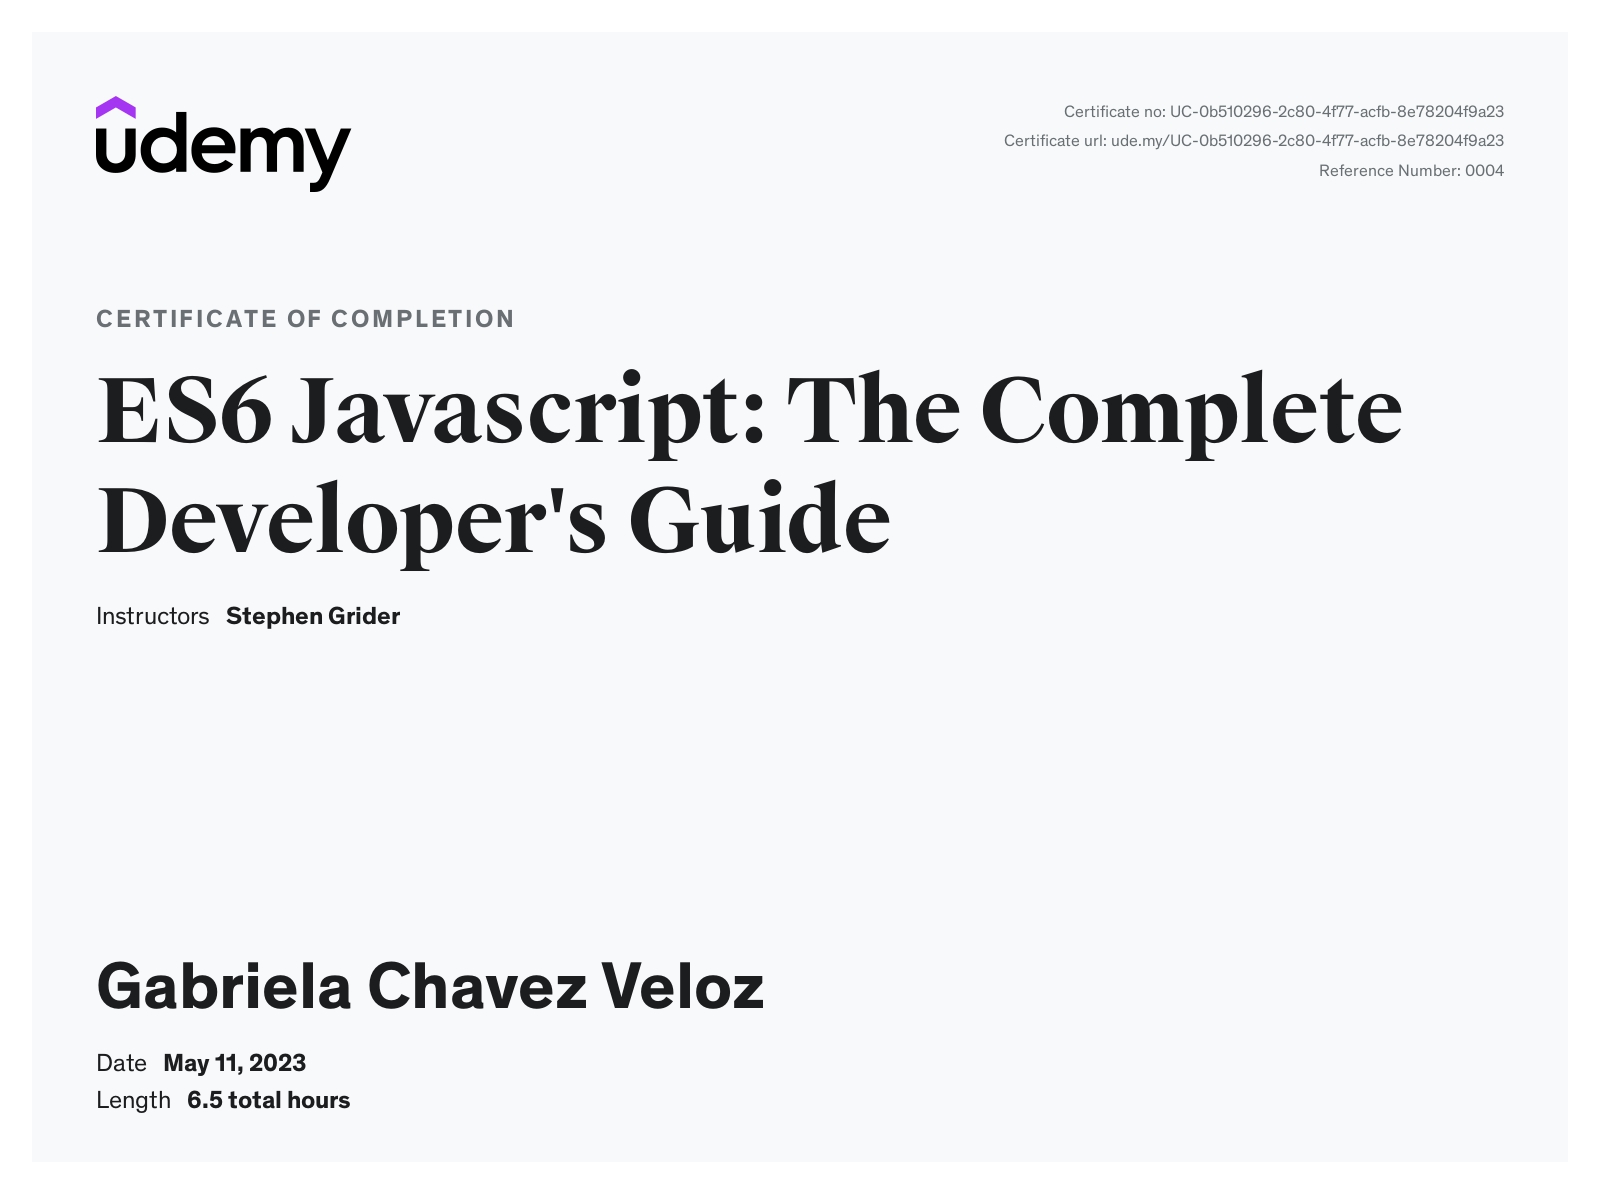 udemy
Certificate no: UC-0b510296-2c80-4f77-acfb-8e78204f9a23
Certificate url: ude.my/UC-0b510296-2c80-4f77-acfb-8e78204f9a23
Reference Number: 0004
CERTIFICATE OF COMPLETION
ES6 Javascript: The Complete
Developer's Guide
Instructors Stephen Grider
Gabriela Chavez Veloz
Date May 11, 2023
Length 6.5 total hours